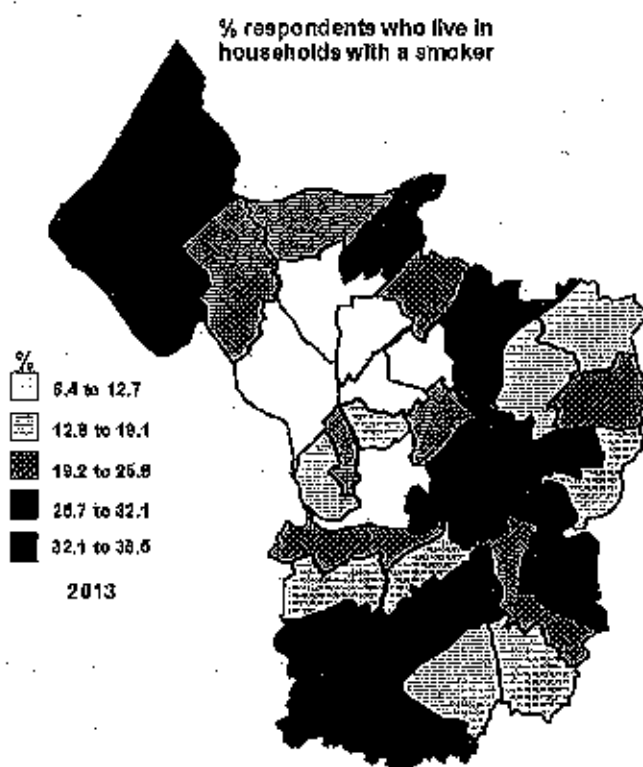 % respondents who live in
households with a smoker
%
6.4 to 12.7
12.8 to 19.1
19.2 to 25.6
25.7 to 32.1
32.1 to 38.5
2013